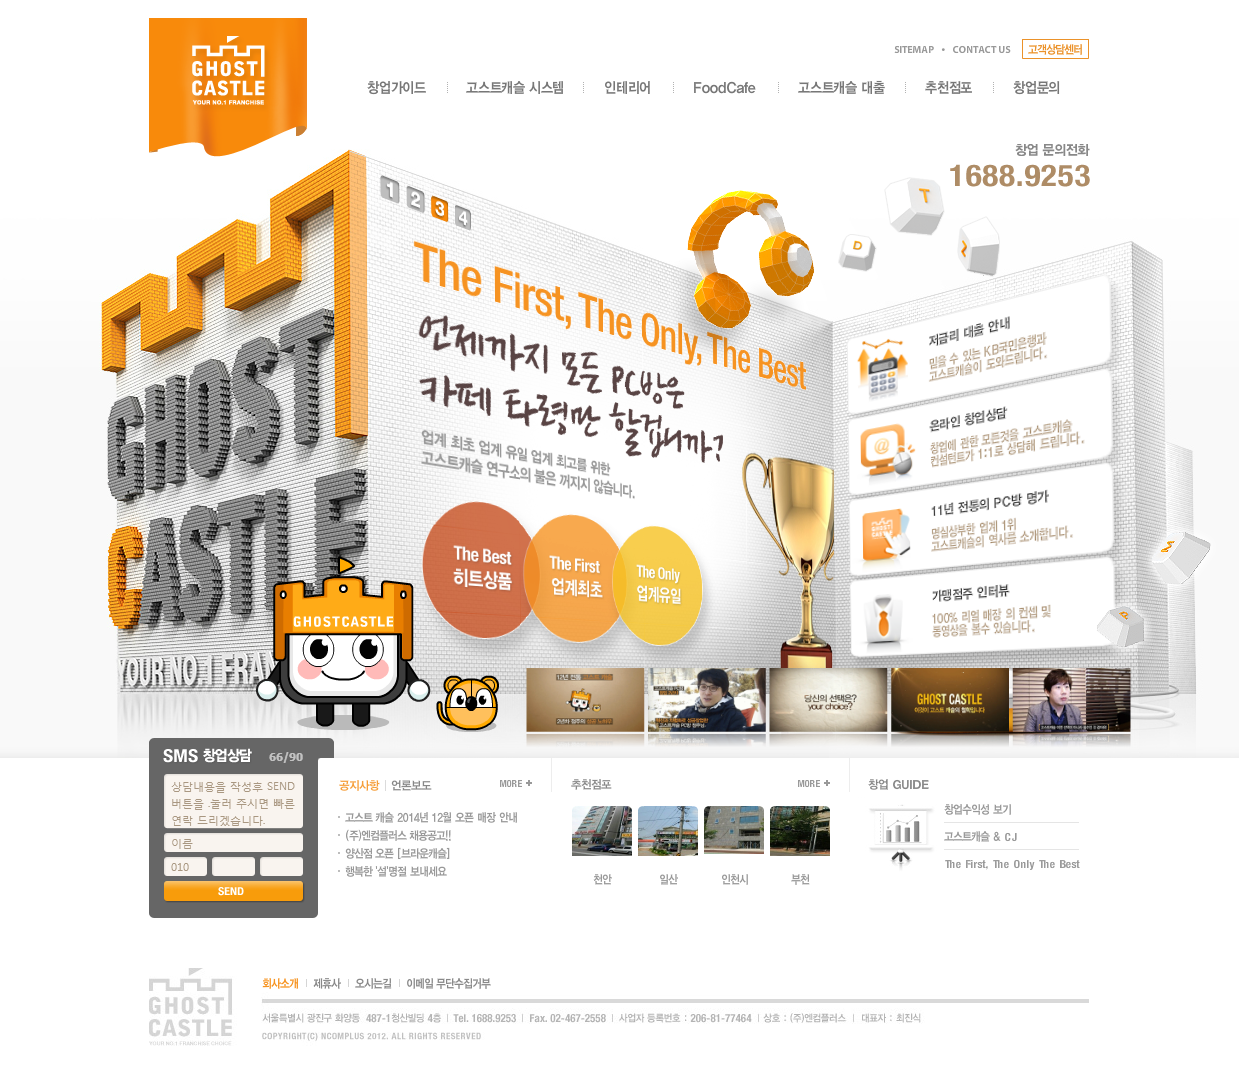 GHOST
CASTLE
YOUR NO.1 FRANCHISE
SITEMAP • CONTACT US 고객상담센터
창업가이드 고스트캐슬 시스템 인테리어 FoodCafe 고스트캐슬 대출 추천점포 창업문의
창업 문의전화
1688.9253
1 2 3 4
T
D
The First, The Only, The Best
언제까지 모든 PC방은
카페 타령만 할겁니까?
업계 최초 업계 유일 업계 최고를 위한
고스트캐슬 연구소의 불은 꺼지지 않습니다.
The Best
히트상품
The First
업계최초
The Only
업계유일
저금리 대출 안내
믿을 수 있는 KB국민은행과
고스트캐슬이 도와드립니다.
온라인 창업상담
창업에 관한 모든것을 고스트캐슬
컨설턴트가 1:1로 상담해 드립니다.
11년 전통의 PC방 명가
명실상부한 업계 1위
고스트캐슬의 역사를 소개합니다.
가맹점주 인터뷰
100% 리얼 매장 의 컨셉 및
동영상을 볼수 있습니다.
GHOST
CASTLE
YOUR NO.1 FRAN
GHOSTCASTLE
당신의 선택은?
your choice?
GHOST CASTLE
이것이 고스트 캐슬의 철학입니다
SMS 창업상담 66/90
상담내용을 작성후 SEND
버튼을 .눌러 주시면 빠른
연락 드리겠습니다.
이름
010
SEND
공지사항 언론보도 MORE +
· 고스트 캐슬 2014년 12월 오픈 매장 안내
· (주)앤컴플러스 채용공고!!
· 양산점 오픈 [브라운캐슬]
· 행복한 '설'명절 보내세요
추천점포 MORE +
천안 일산 인천시 부천
창업 GUIDE
창업수익성 보기
고스트캐슬 & CJ
The First, The Only The Best
GHOST
CASTLE
YOUR NO.1 FRANCHISE
회사소개 제휴사 오시는길 이메일 무단수집거부
서울특별시 광진구 화양동 487-1청산빌딩 4층 Tel. 1688.9253 Fax. 02-467-2558 사업자 등록번호 : 206-81-77464 상호 : (주)앤컴플러스 대표자 : 최진식
COPYRIGHT(C) NCOMPLUS 2012. ALL RIGHTS RESERVED